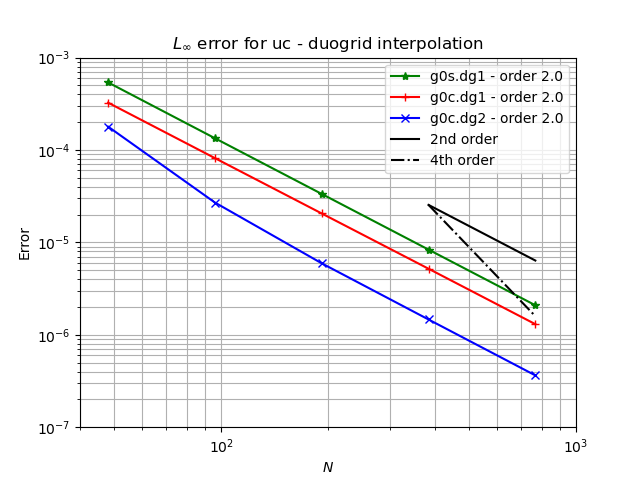 L∞ error for uc - duogrid interpolation
10⁻³
10⁻⁴
10⁻⁵
10⁻⁶
10⁻⁷
Error
g0s.dg1 - order 2.0
g0c.dg1 - order 2.0
g0c.dg2 - order 2.0
2nd order
4th order
10²
10³
N